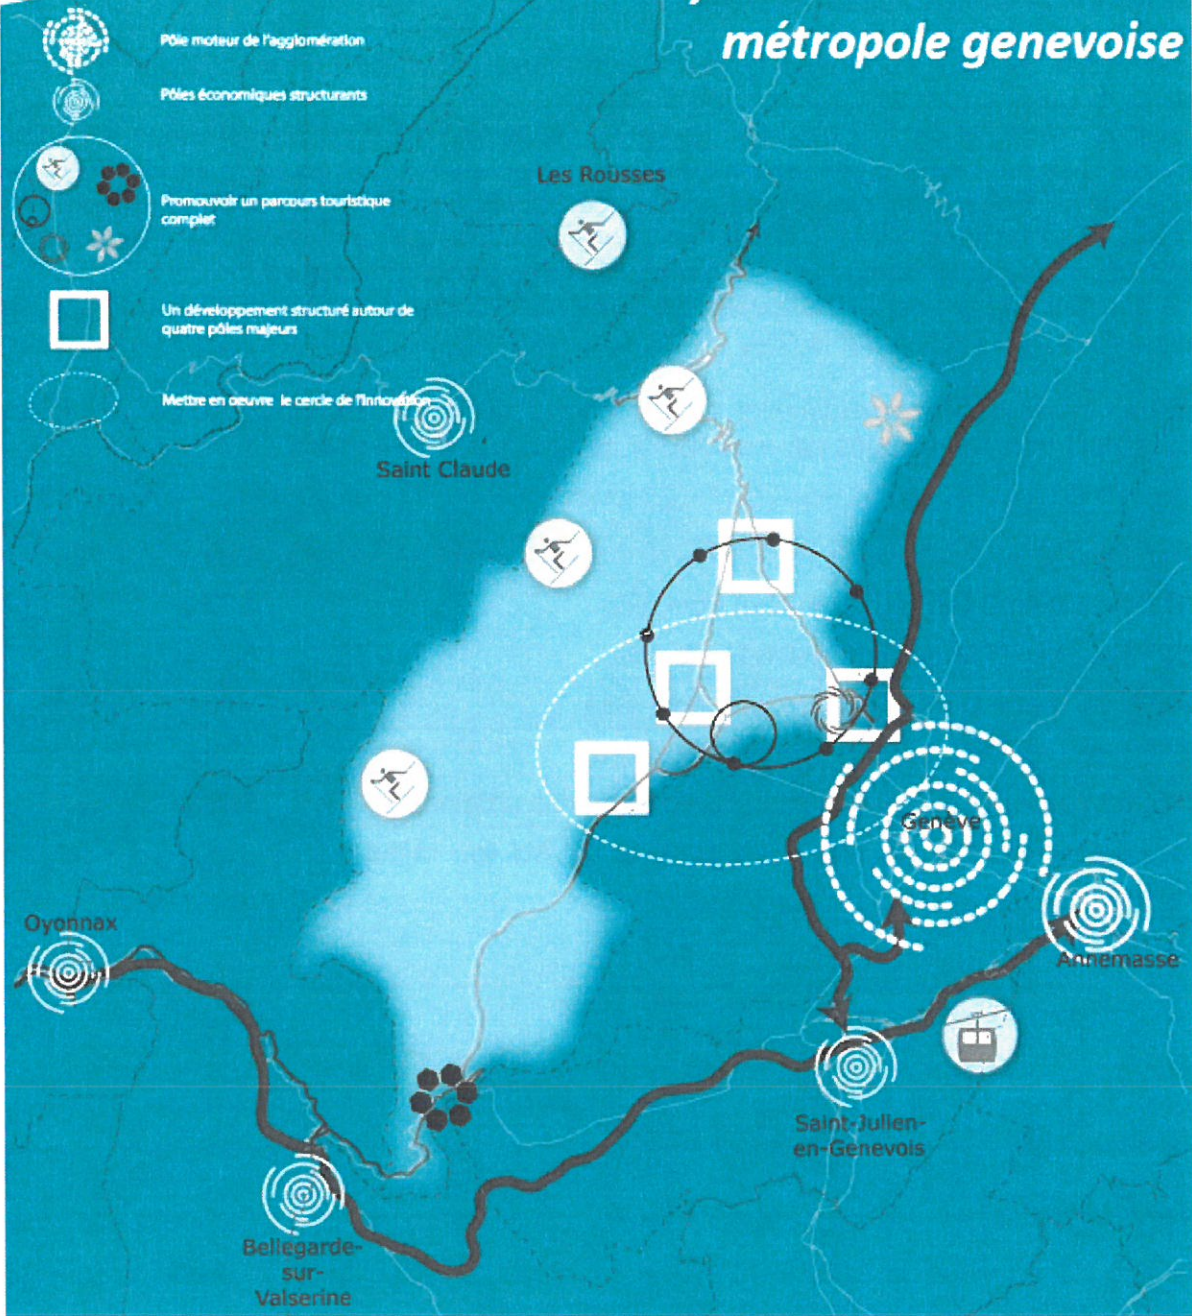 métropole genevoise
Pôle moteur de l'agglomération
Pôles économiques structurants
Promouvoir un parcours touristique
complet
Un développement structuré autour de
quatre pôles majeurs
Mettre en oeuvre le cercle de l'Innovation
Les Rousses
Saint Claude
Genève
Oyonnax
Annemasse
Saint-Julien-
en-Genevois
Bellegarde-
sur-
Valserine